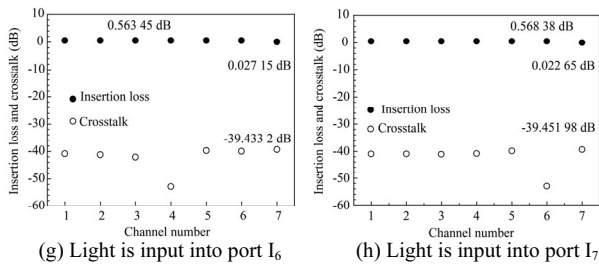 Insertion loss and crosstalk (dB)
10
0
-10
-20
-30
-40
-50
-60
0.563 45 dB
0.027 15 dB
Insertion loss
Crosstalk
-39.433 2 dB
1 2 3 4 5 6 7
Channel number
(g) Light is input into port I6
Insertion loss and crosstalk (dB)
10
0
-10
-20
-30
-40
-50
-60
0.568 38 dB
0.022 65 dB
Insertion loss
Crosstalk
-39.451 98 dB
1 2 3 4 5 6 7
Channel number
(h) Light is input into port I7